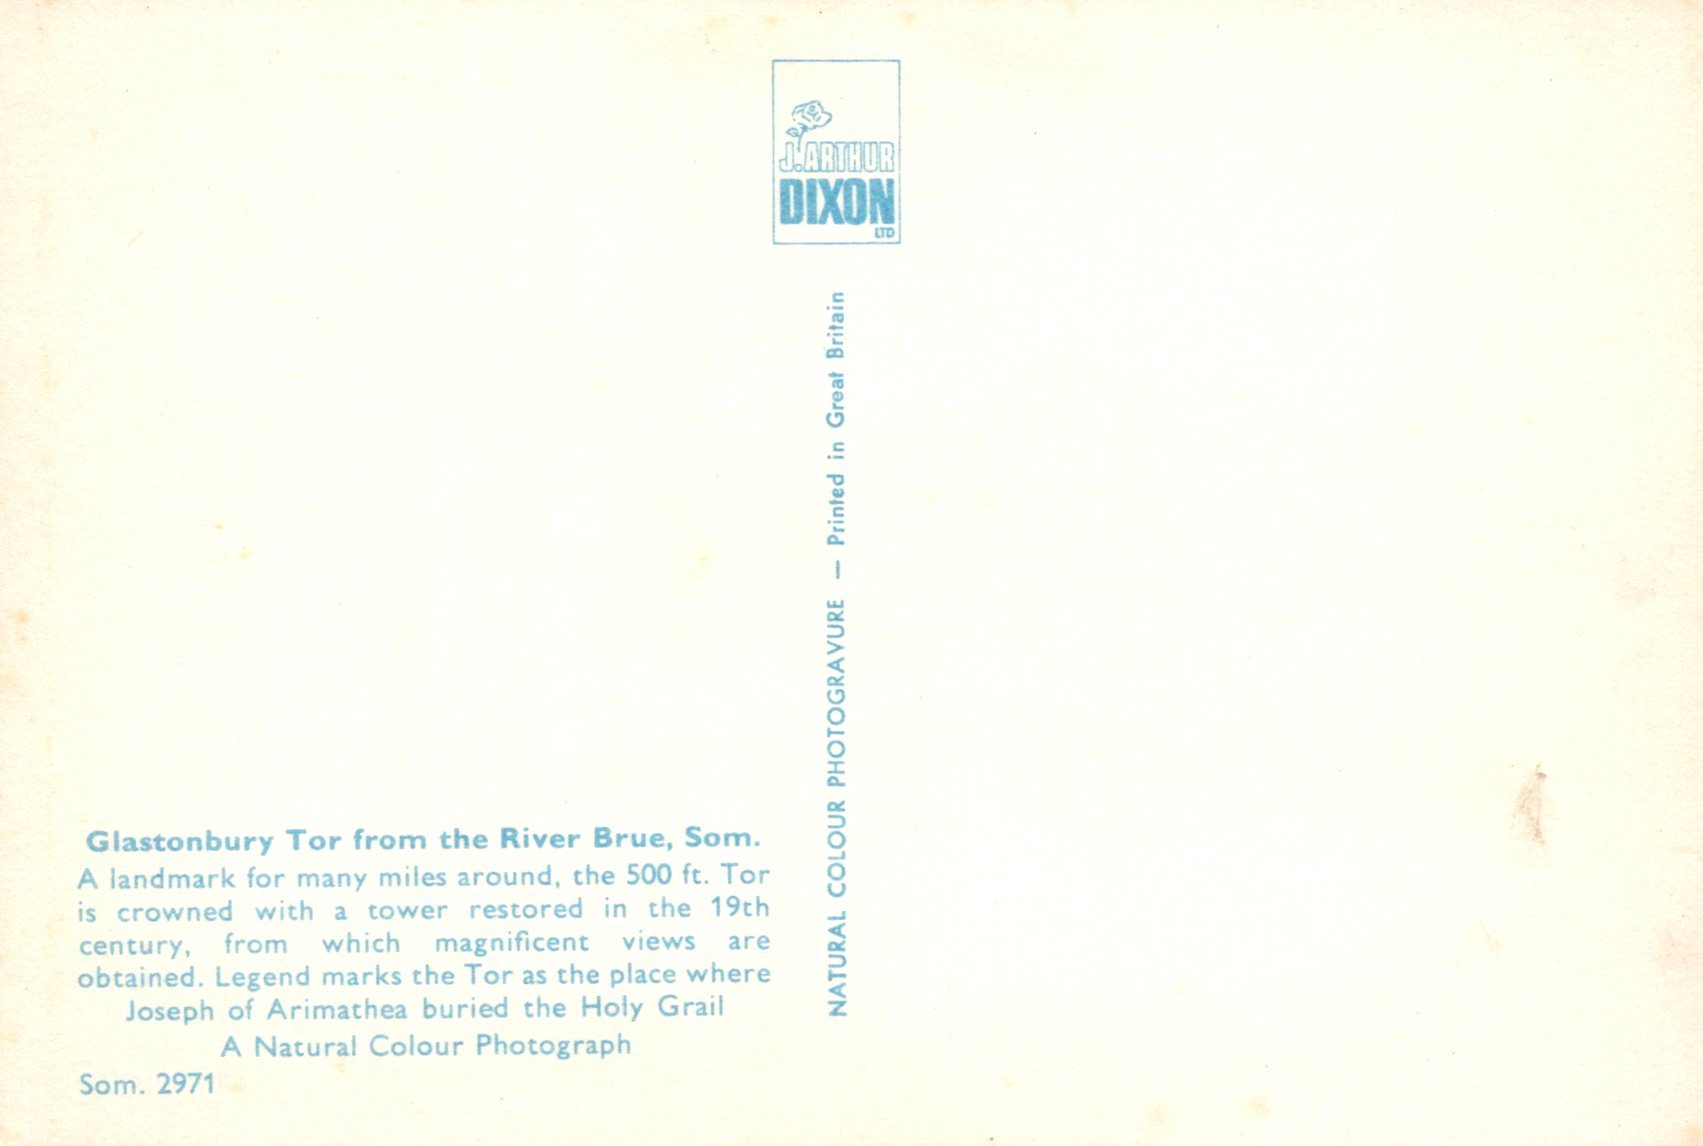 J. ARTHUR
DIXON
LTD
NATURAL COLOUR PHOTOGRAVURE — Printed in Great Britain
Glastonbury Tor from the River Brue, Som.
A landmark for many miles around, the 500 ft. Tor
is crowned with a tower restored in the 19th
century, from which magnificent views are
obtained. Legend marks the Tor as the place where
Joseph of Arimathea buried the Holy Grail
A Natural Colour Photograph
Som. 2971